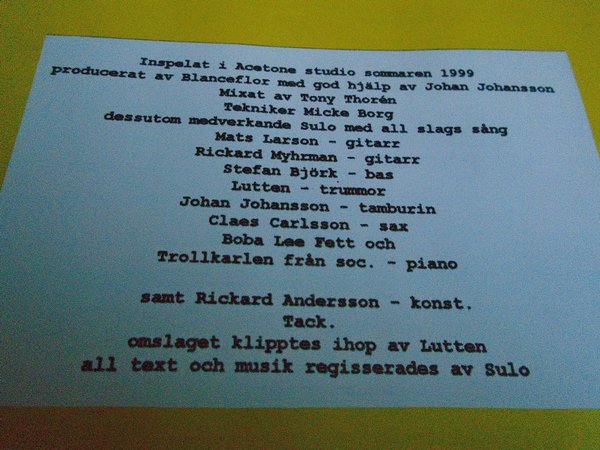 Inspelat i Acetone studio sommaren 1999
producerat av Blanceflor med god hjälp av Johan Johansson
Mixat av Tony Thorén
Tekniker Micke Borg
dessutom medverkande Sulo med all slags sång
Mats Larson - gitarr
Rickard Myhrman - gitarr
Stefan Björk - bas
Lutten - trummor
Johan Johansson - tamburin
Claes Carlsson - sax
Boba Lee Fett och
Trollkarlen från soc. - piano
samt Rickard Andersson - konst.
Tack.
omslaget klipptes ihop av Lutten
all text och musik regisserades av Sulo